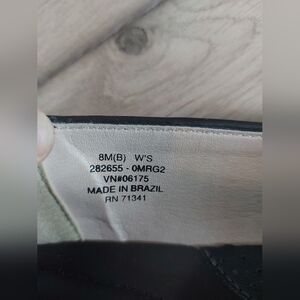 8M(B) W'S
282655 - 0MRG2
VN#06175
MADE IN BRAZIL
RN 71341